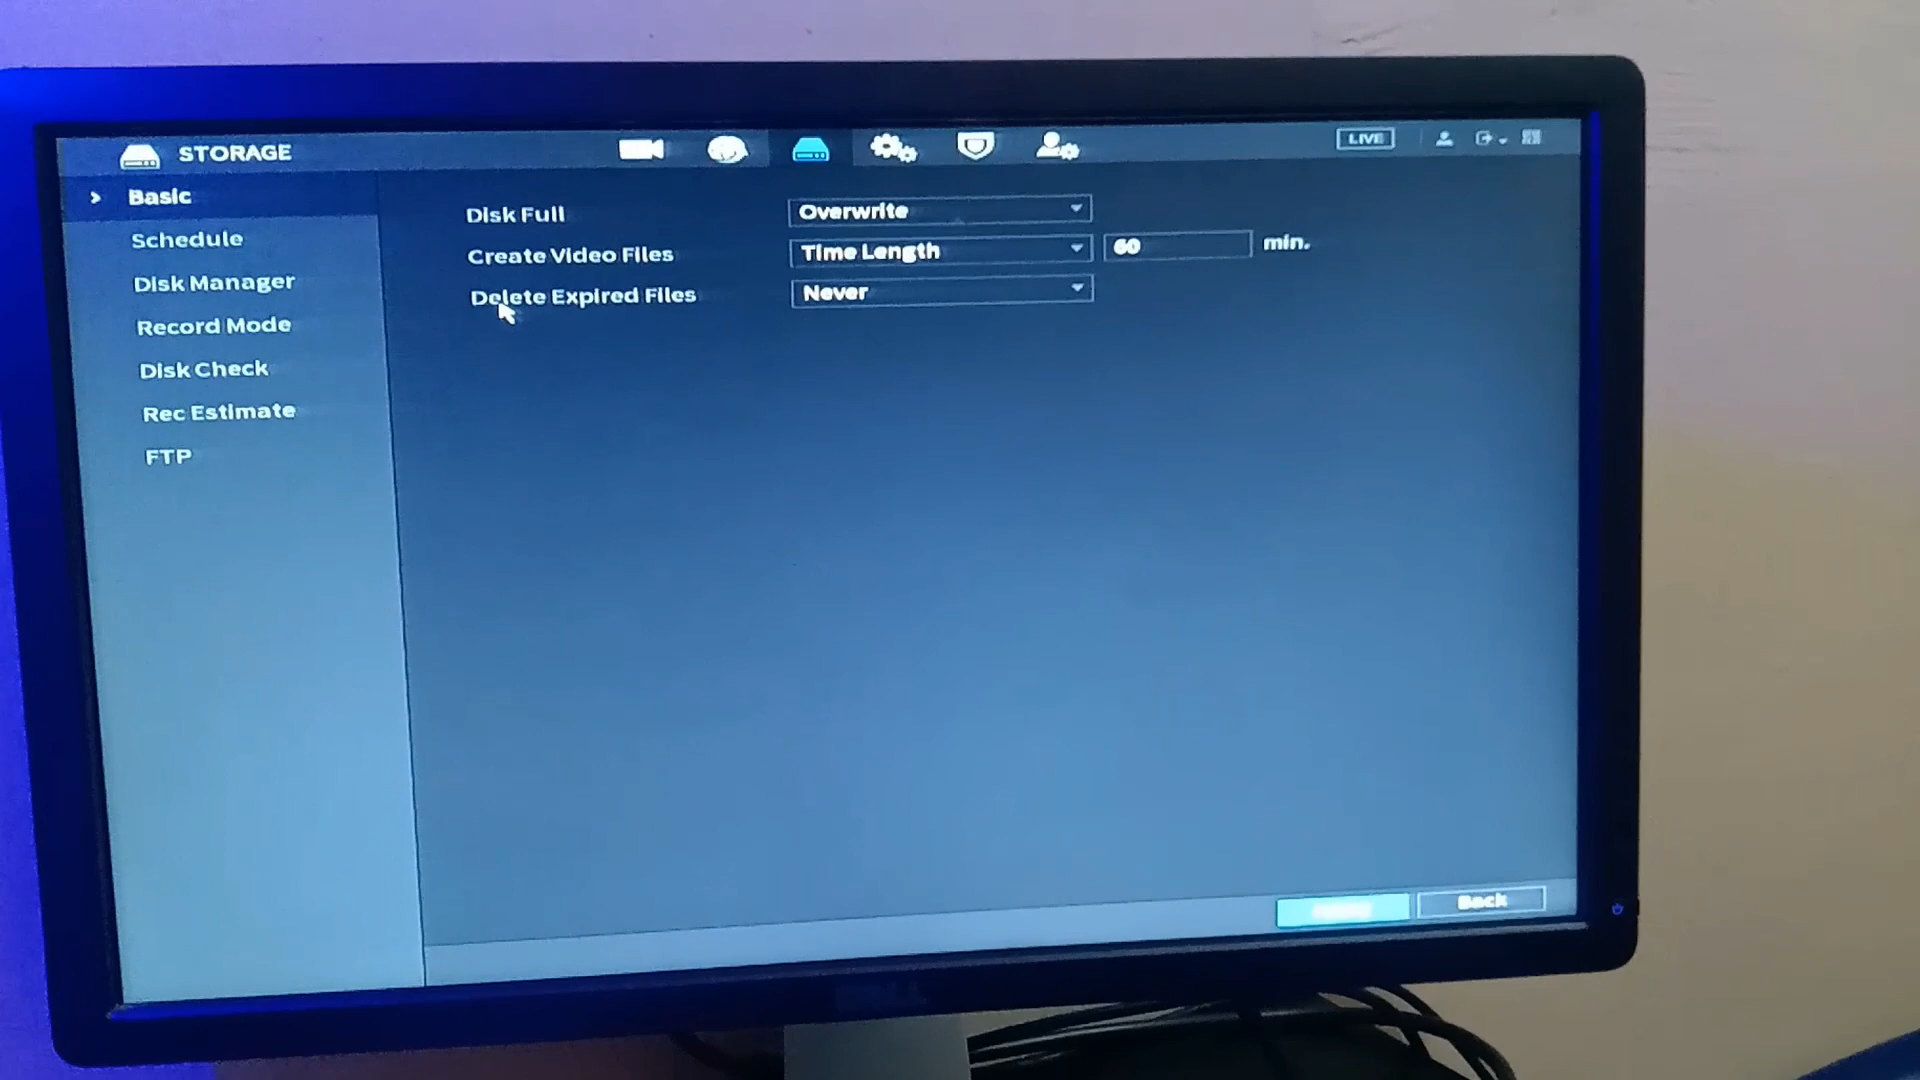 STORAGE
LIVE
Basic
Schedule
Disk Manager
Record Mode
Disk Check
Rec Estimate
FTP
Disk Full Overwrite
Create Video Files Time Length 60 min.
Delete Expired Files Never
Back